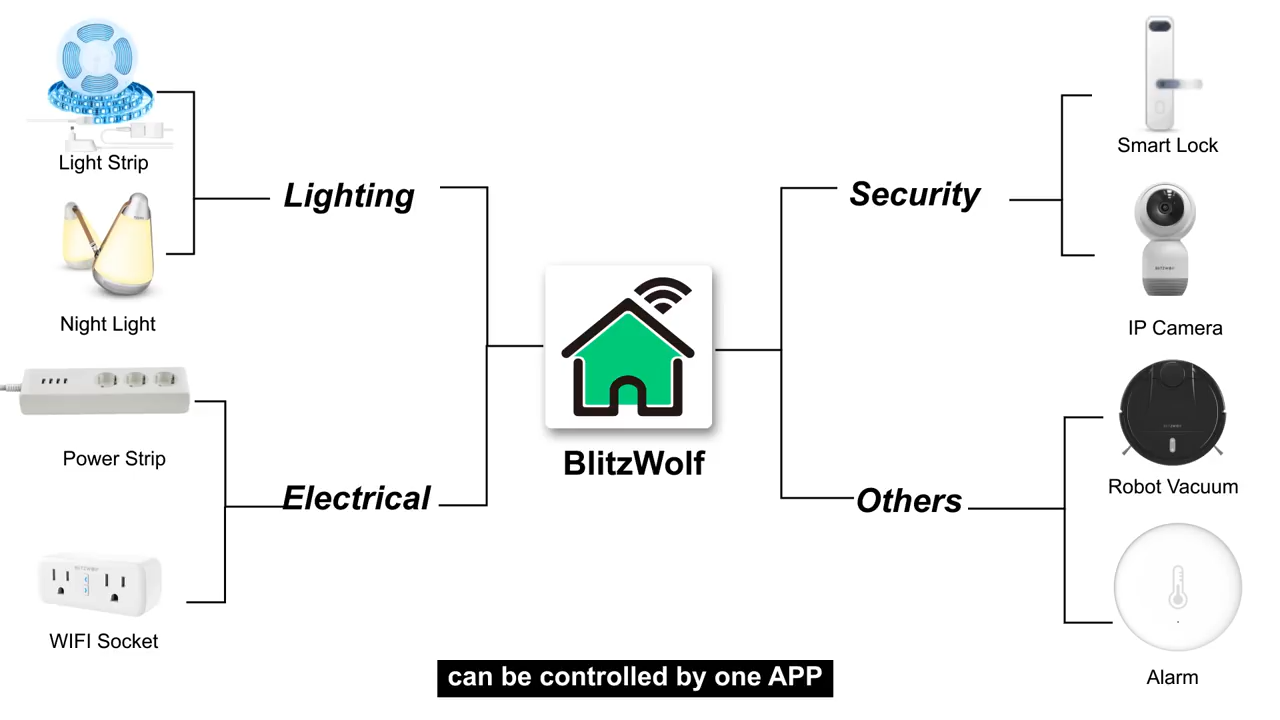 Light Strip
Night Light
Power Strip
WIFI Socket
Lighting
Electrical
BlitzWolf
Security
Others
Smart Lock
IP Camera
Robot Vacuum
Alarm
can be controlled by one APP